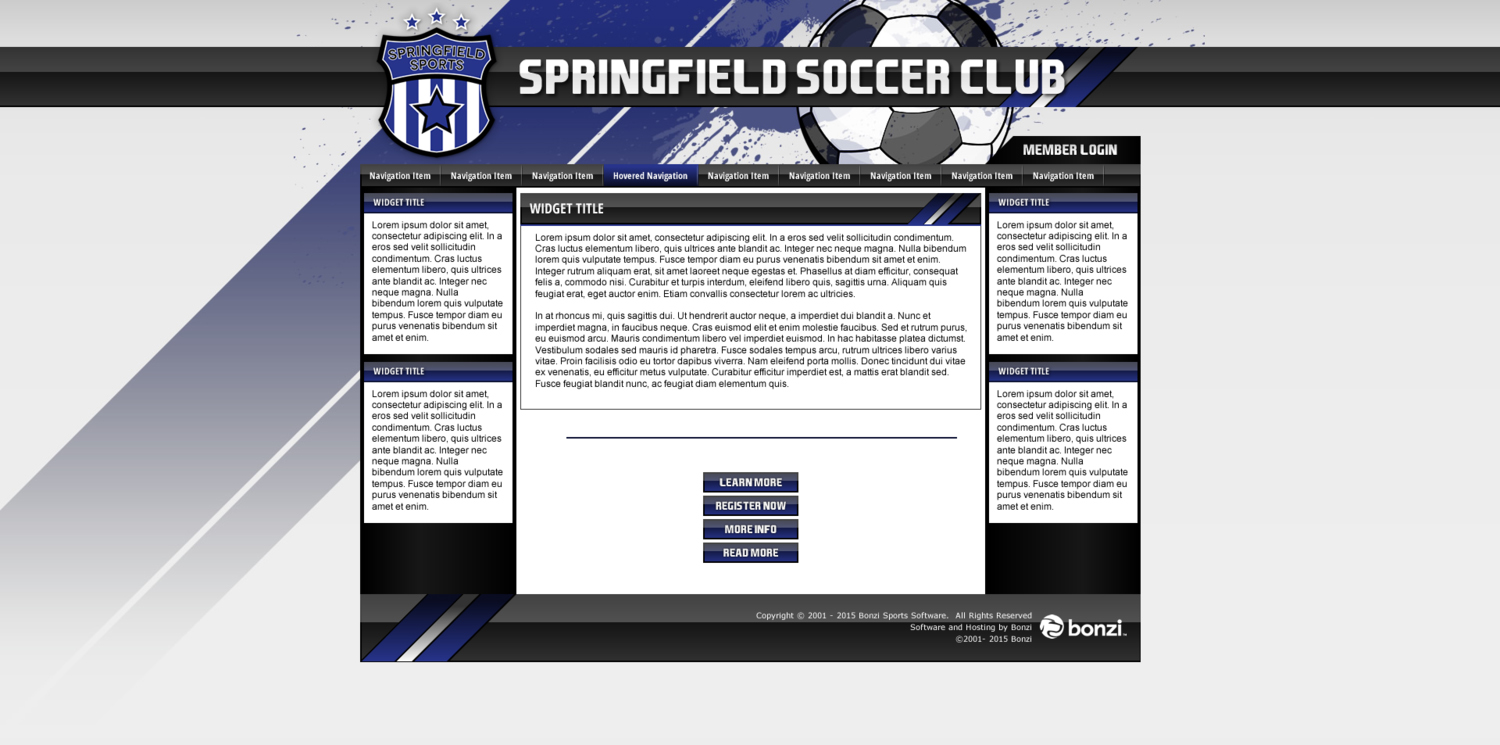 SPRINGFIELD
SPORTS
SPRINGFIELD SOCCER CLUB
MEMBER LOGIN
Navigation Item Navigation Item Navigation Item Hovered Navigation Navigation Item Navigation Item Navigation Item Navigation Item Navigation Item
WIDGET TITLE
Lorem ipsum dolor sit amet,
consectetur adipiscing elit. In a
eros sed velit sollicitudin
condimentum. Cras luctus
elementum libero, quis ultrices
ante blandit ac. Integer nec
neque magna. Nulla
bibendum lorem quis vulputate
tempus. Fusce tempor diam eu
purus venenatis bibendum sit
amet et enim.
WIDGET TITLE
Lorem ipsum dolor sit amet,
consectetur adipiscing elit. In a
eros sed velit sollicitudin
condimentum. Cras luctus
elementum libero, quis ultrices
ante blandit ac. Integer nec
neque magna. Nulla
bibendum lorem quis vulputate
tempus. Fusce tempor diam eu
purus venenatis bibendum sit
amet et enim.
WIDGET TITLE
Lorem ipsum dolor sit amet, consectetur adipiscing elit. In a eros sed velit sollicitudin condimentum.
Cras luctus elementum libero, quis ultrices ante blandit ac. Integer nec neque magna. Nulla bibendum
lorem quis vulputate tempus. Fusce tempor diam eu purus venenatis bibendum sit amet et enim.
Integer rutrum aliquam erat, sit amet laoreet neque egestas et. Phasellus at diam efficitur, consequat
felis a, commodo nisi. Curabitur et turpis interdum, eleifend libero quis, sagittis urna. Aliquam quis
feugiat erat, eget auctor enim. Etiam convallis consectetur lorem ac ultricies.
In at rhoncus mi, quis sagittis dui. Ut hendrerit auctor neque, a imperdiet dui blandit a. Nunc et
imperdiet magna, in faucibus neque. Cras euismod elit et enim molestie faucibus. Sed et rutrum purus,
eu euismod arcu. Mauris condimentum libero vel imperdiet euismod. In hac habitasse platea dictumst.
Vestibulum sodales sed mauris id pharetra. Fusce sodales tempus arcu, rutrum ultrices libero varius
vitae. Proin facilisis odio eu tortor dapibus viverra. Nam eleifend porta mollis. Donec tincidunt dui vitae
ex venenatis, eu efficitur metus vulputate. Curabitur efficitur imperdiet est, a mattis erat blandit sed.
Fusce feugiat blandit nunc, ac feugiat diam elementum quis.
LEARN MORE
REGISTER NOW
MORE INFO
READ MORE
WIDGET TITLE
Lorem ipsum dolor sit amet,
consectetur adipiscing elit. In a
eros sed velit sollicitudin
condimentum. Cras luctus
elementum libero, quis ultrices
ante blandit ac. Integer nec
neque magna. Nulla
bibendum lorem quis vulputate
tempus. Fusce tempor diam eu
purus venenatis bibendum sit
amet et enim.
WIDGET TITLE
Lorem ipsum dolor sit amet,
consectetur adipiscing elit. In a
eros sed velit sollicitudin
condimentum. Cras luctus
elementum libero, quis ultrices
ante blandit ac. Integer nec
neque magna. Nulla
bibendum lorem quis vulputate
tempus. Fusce tempor diam eu
purus venenatis bibendum sit
amet et enim.
Copyright © 2001 - 2015 Bonzi Sports Software.  All Rights Reserved
Software and Hosting by Bonzi
©2001- 2015 Bonzi
bonzi™